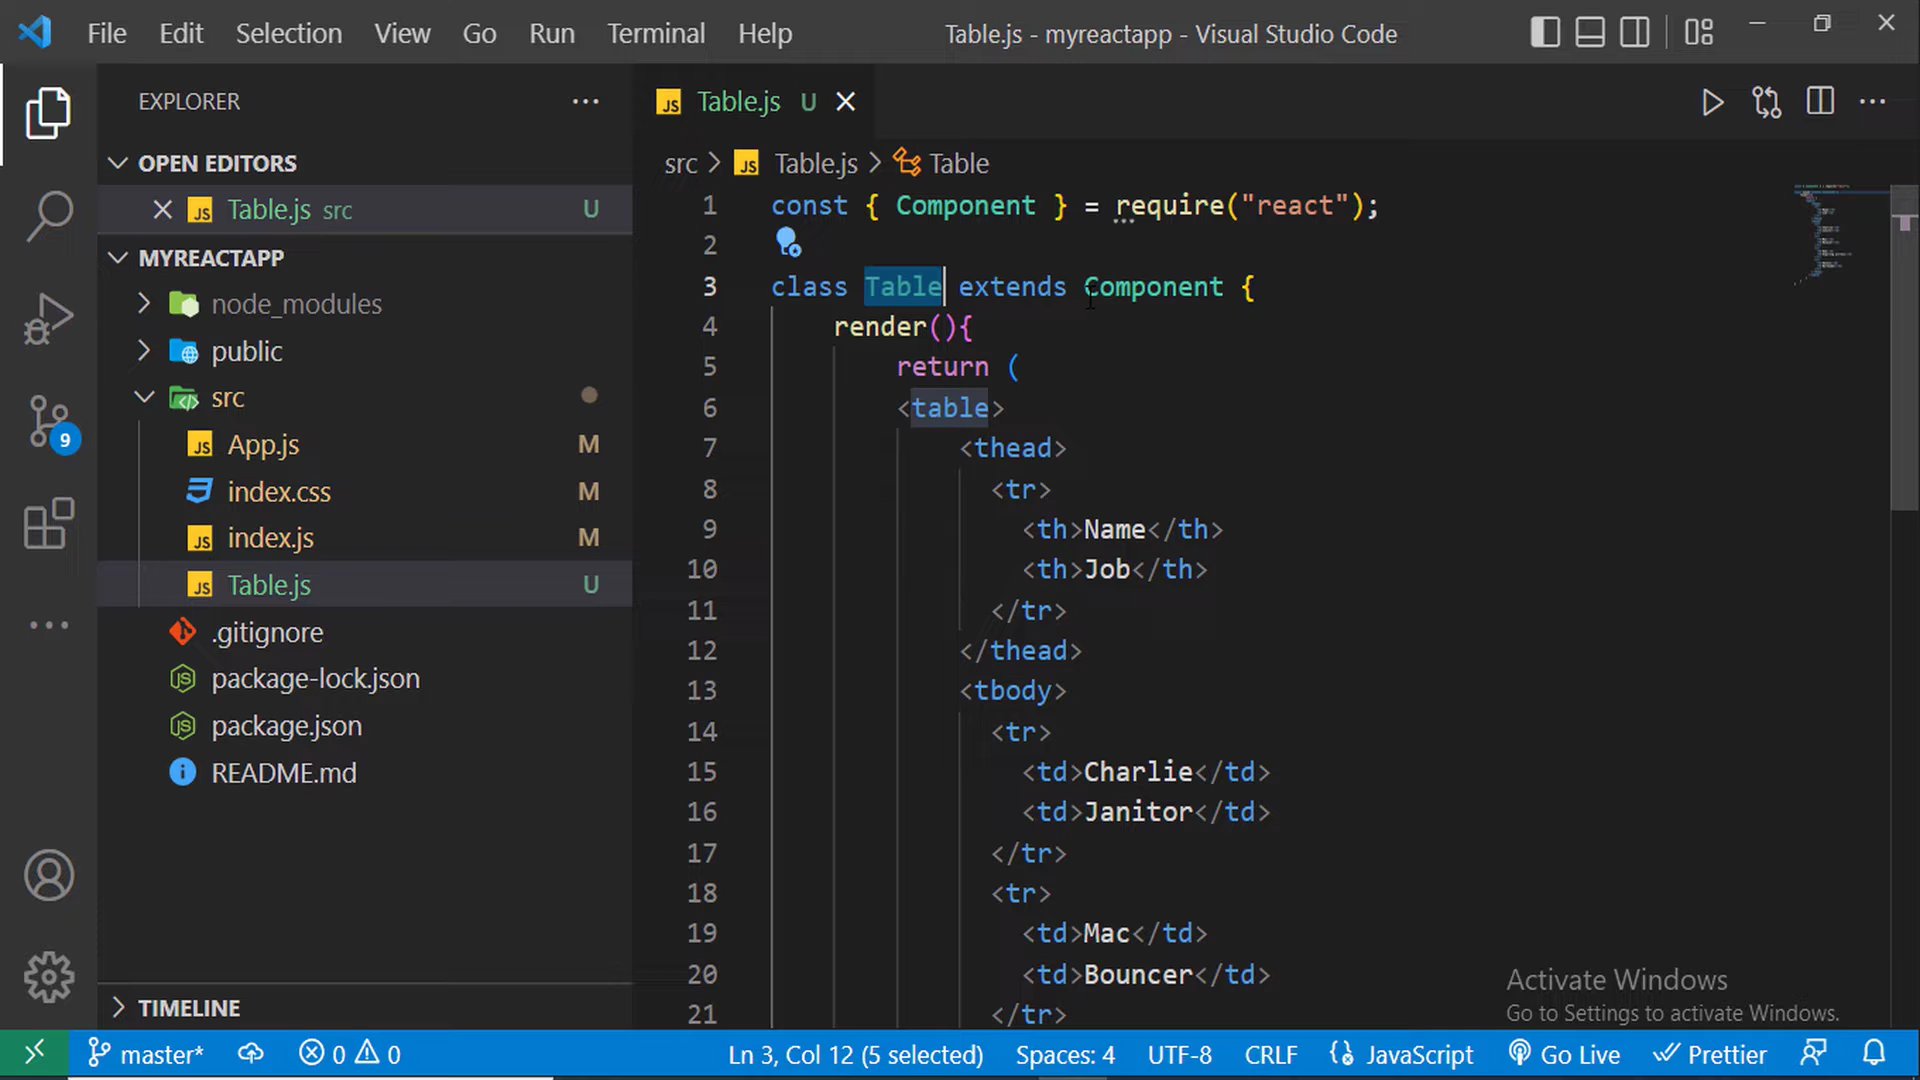 File Edit Selection View Go Run Terminal Help Table.js - myreactapp - Visual Studio Code
EXPLORER ...
OPEN EDITORS
Table.js src U
MYREACTAPP
node_modules
public
src
App.js M
index.css M
index.js M
Table.js U
.gitignore
package-lock.json
package.json
README.md
TIMELINE
Table.js U
src > Table.js > Table
1 const { Component } = require("react");
2
3 class Table extends Component {
4 render(){
5 return (
6 <table>
7 <thead>
8 <tr>
9 <th>Name</th>
10 <th>Job</th>
11 </tr>
12 </thead>
13 <tbody>
14 <tr>
15 <td>Charlie</td>
16 <td>Janitor</td>
17 </tr>
18 <tr>
19 <td>Mac</td>
20 <td>Bouncer</td>
21 </tr>
Activate Windows
Go to Settings to activate Windows.
9
master* 0 0 Ln 3, Col 12 (5 selected) Spaces: 4 UTF-8 CRLF JavaScript Go Live Prettier